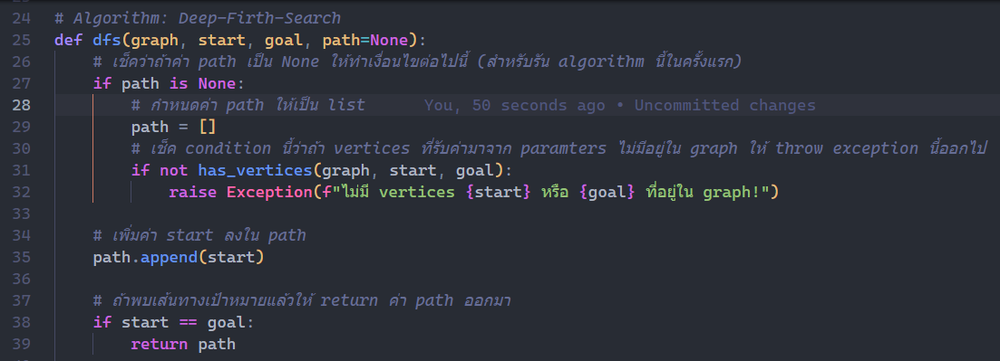 24 # Algorithm: Deep-Firth-Search
25 def dfs(graph, start, goal, path=None):
26 # เช็คว่าถ้าค่า path เป็น None ให้ทำเงื่อนไขต่อไปนี้ (สำหรับรัน algorithm นี้ในครั้งแรก)
27 if path is None:
28 # กำหนดค่า path ให้เป็น list You, 50 seconds ago • Uncommitted changes
29 path = []
30 # เช็ค condition นี้ว่าถ้า vertices ที่รับค่ามาจาก paramters ไม่มีอยู่ใน graph ให้ throw exception นี้ออกไป
31 if not has_vertices(graph, start, goal):
32 raise Exception(f"ไม่มี vertices {start} หรือ {goal} ที่อยู่ใน graph!")
33
34 # เพิ่มค่า start ลงใน path
35 path.append(start)
36
37 # ถ้าพบเส้นทางเป้าหมายแล้วให้ return ค่า path ออกมา
38 if start == goal:
39 return path